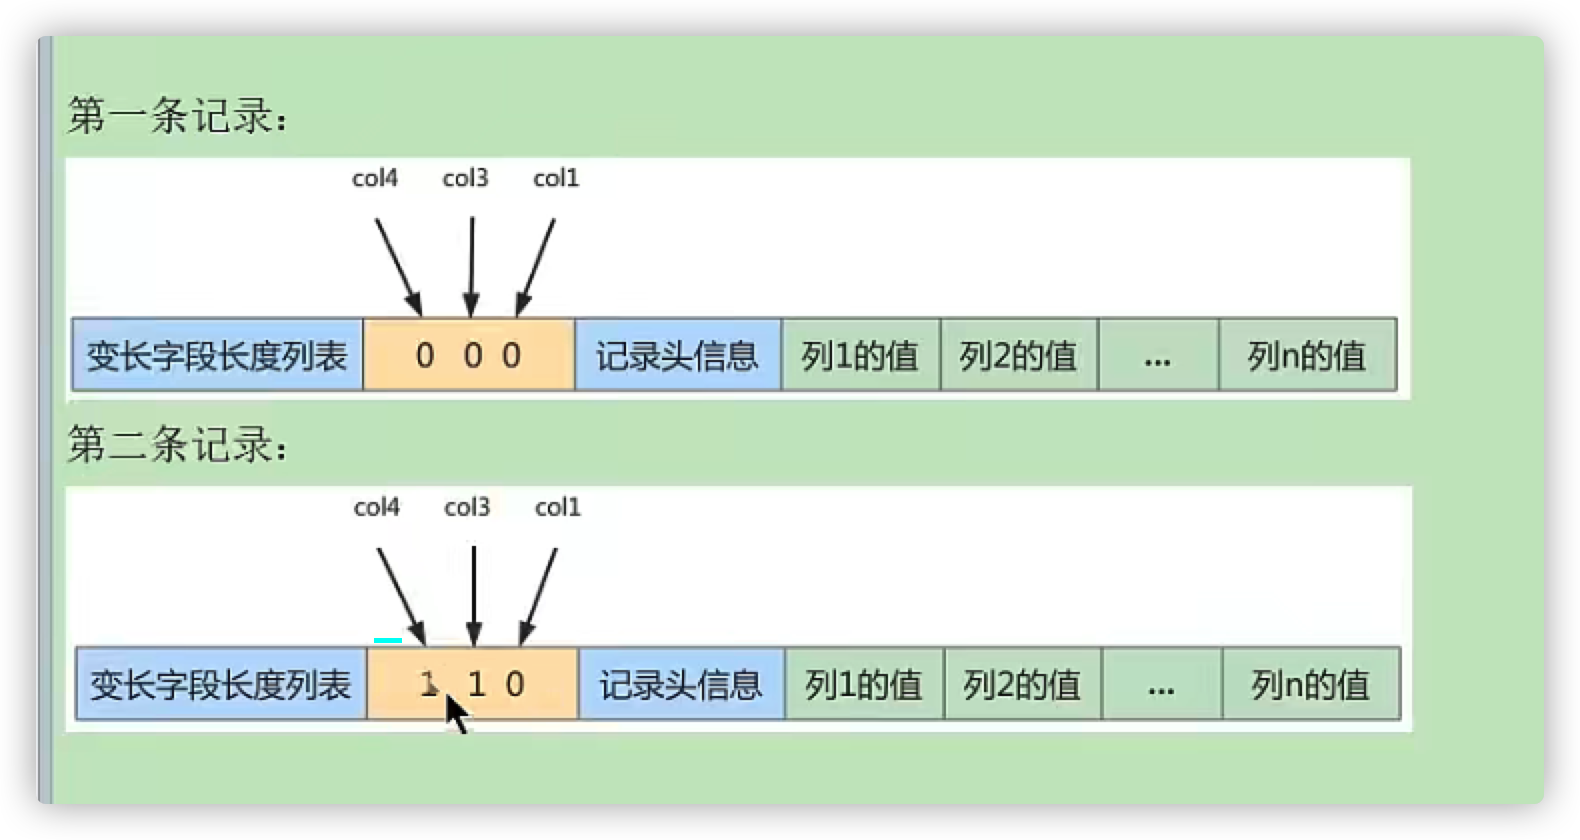 第一条记录：
col4 col3 col1
变长字段长度列表 0 0 0 记录头信息 列1的值 列2的值 ... 列n的值
第二条记录：
col4 col3 col1
变长字段长度列表 1 1 0 记录头信息 列1的值 列2的值 ... 列n的值